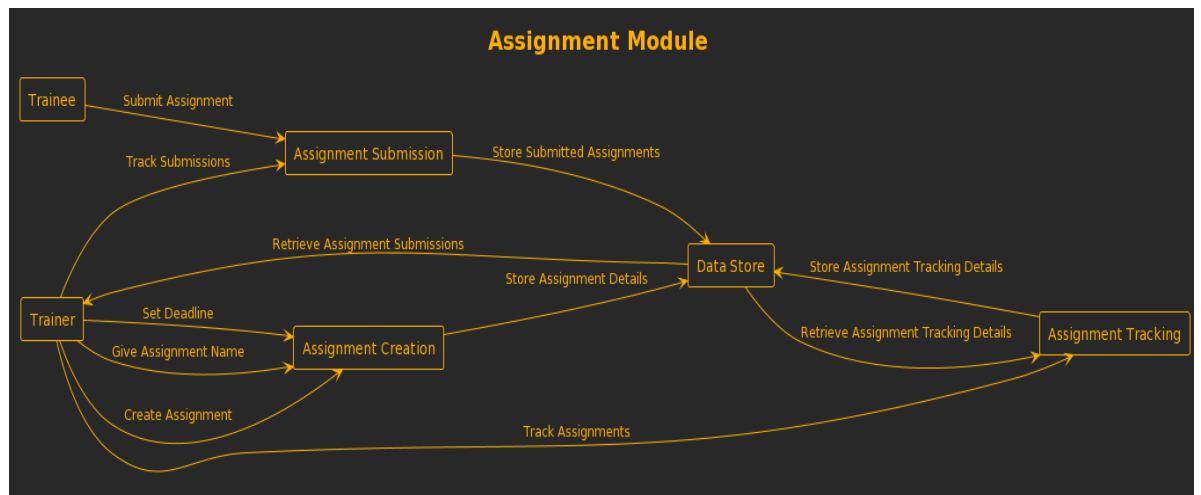 Assignment Module
Trainee
Submit Assignment
Assignment Submission
Store Submitted Assignments
Track Submissions
Retrieve Assignment Submissions
Data Store
Store Assignment Tracking Details
Store Assignment Details
Trainer
Set Deadline
Assignment Creation
Give Assignment Name
Retrieve Assignment Tracking Details
Assignment Tracking
Create Assignment
Track Assignments